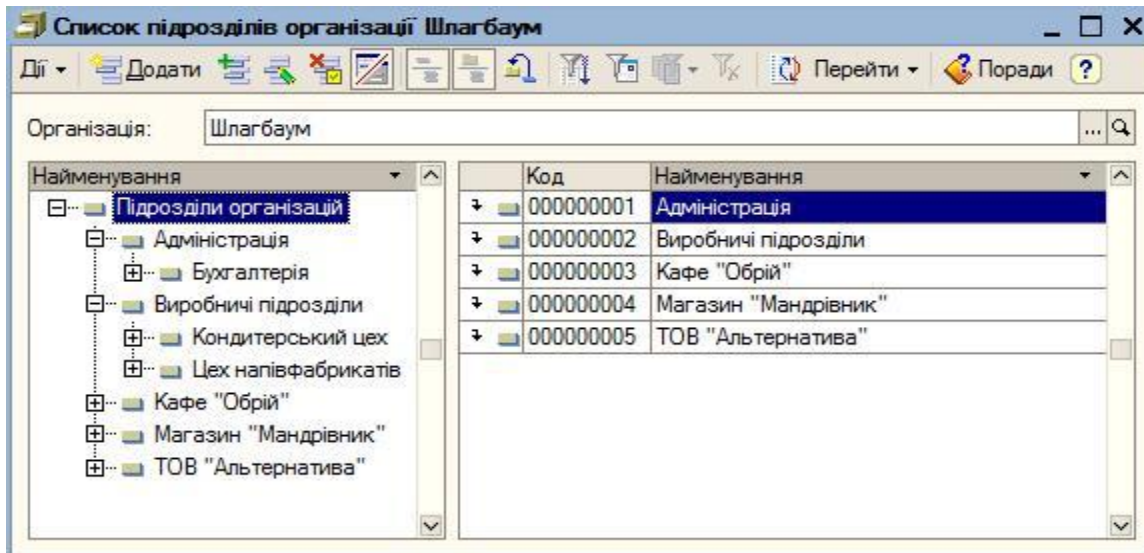 Список підрозділів організації Шлагбаум
Дії Додати Перейти Поради ?
Організація: Шлагбаум ...
Найменування
Підрозділи організацій
Адміністрація
Бухгалтерія
Виробничі підрозділи
Кондитерський цех
Цех напівфабрикатів
Кафе "Обрій"
Магазин "Мандрівник"
ТОВ "Альтернатива"
Код Найменування
000000001 Адміністрація
000000002 Виробничі підрозділи
000000003 Кафе "Обрій"
000000004 Магазин "Мандрівник"
000000005 ТОВ "Альтернатива"